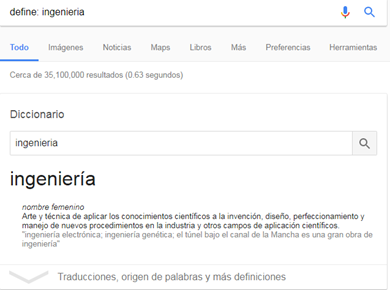 define: ingenieria
Todo Imágenes Noticias Maps Libros Más Preferencias Herramientas
Cerca de 35,100,000 resultados (0.63 segundos)
Diccionario
ingenieria
ingeniería
nombre femenino
Arte y técnica de aplicar los conocimientos científicos a la invención, diseño, perfeccionamiento y
manejo de nuevos procedimientos en la industria y otros campos de aplicación científicos.
"ingeniería electrónica; ingeniería genética; el túnel bajo el canal de la Mancha es una gran obra de
ingeniería"
Traducciones, origen de palabras y más definiciones